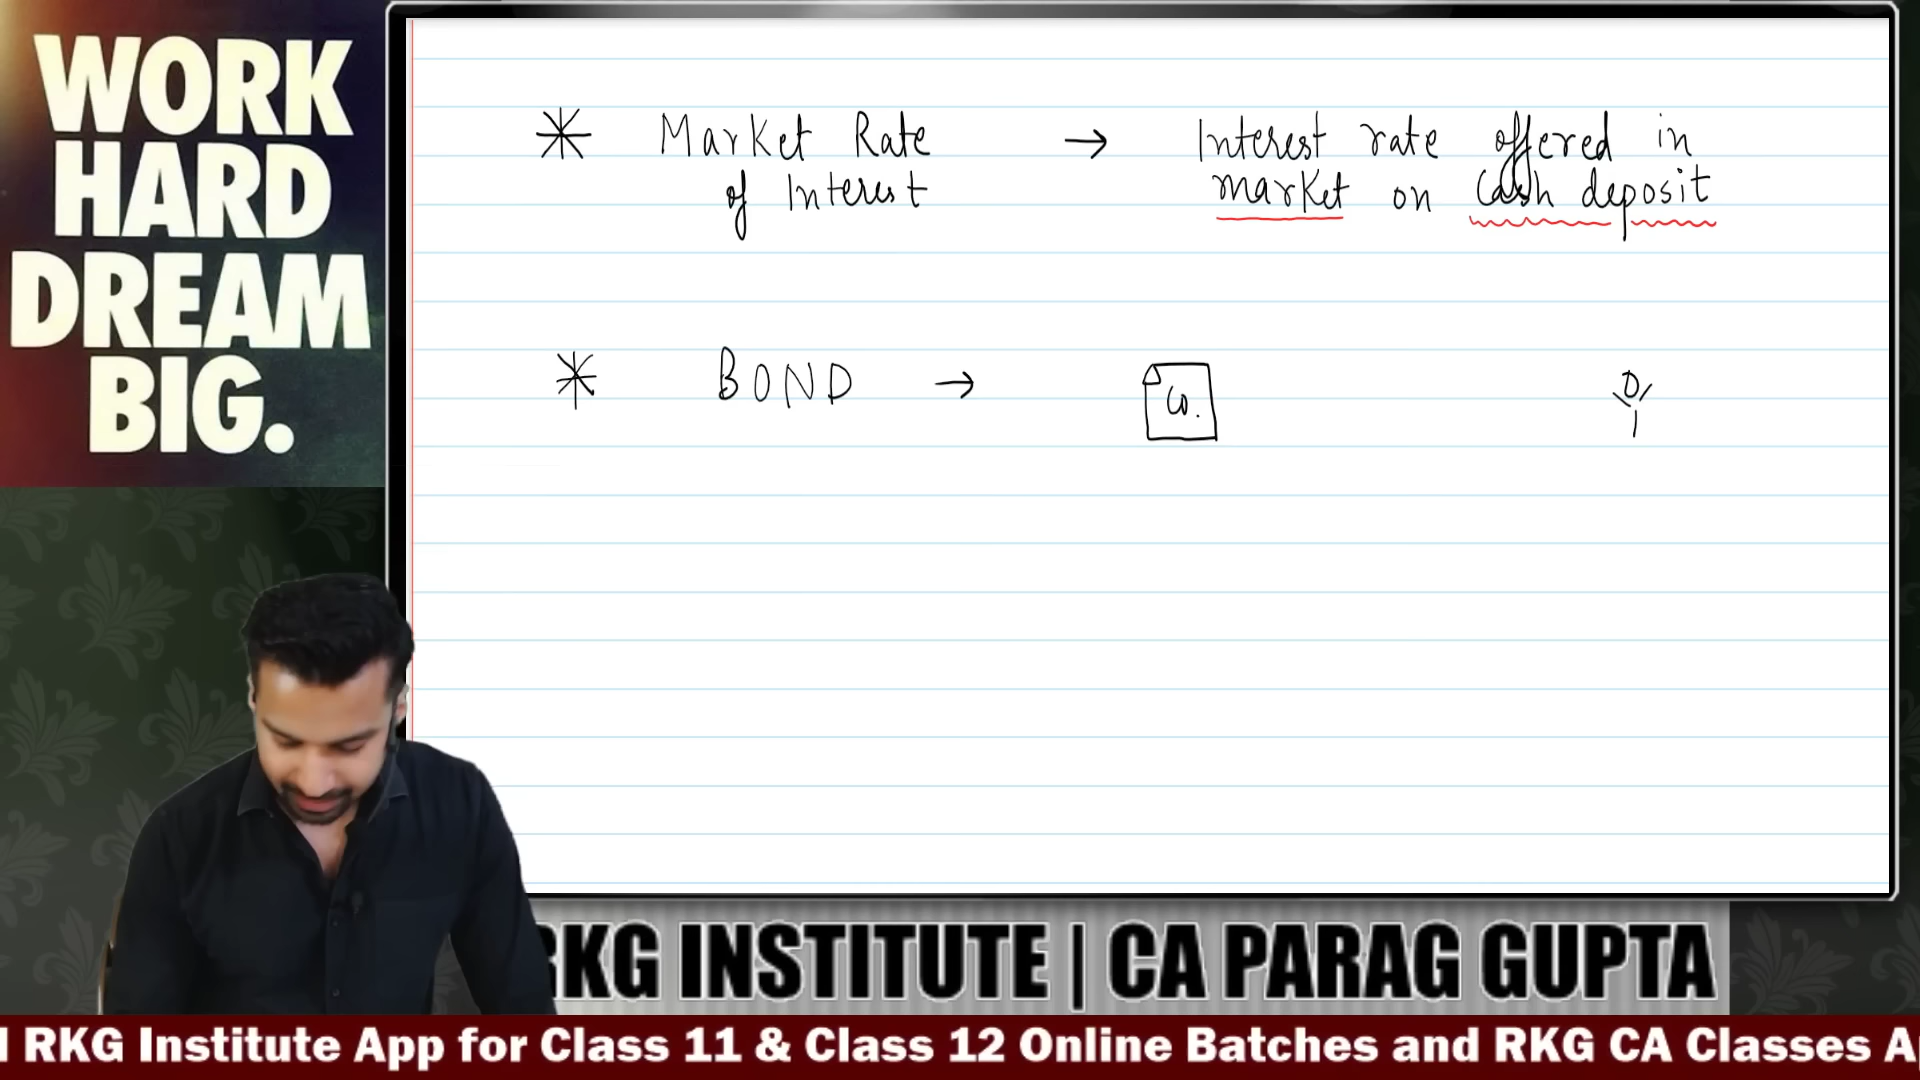 WORK
HARD
DREAM
BIG.
* Market Rate → Interest rate offered in
of Interest market on Cash deposit
* BOND → Co.
RKG INSTITUTE | CA PARAG GUPTA
RKG Institute App for Class 11 & Class 12 Online Batches and RKG CA Classes